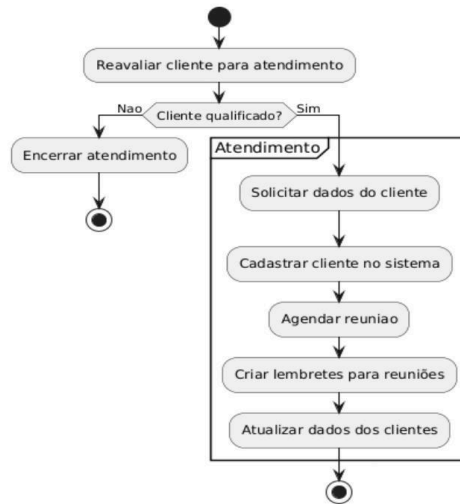 Reavaliar cliente para atendimento
Nao
Cliente qualificado?
Sim
Encerrar atendimento
Atendimento
Solicitar dados do cliente
Cadastrar cliente no sistema
Agendar reuniao
Criar lembretes para reuniões
Atualizar dados dos clientes